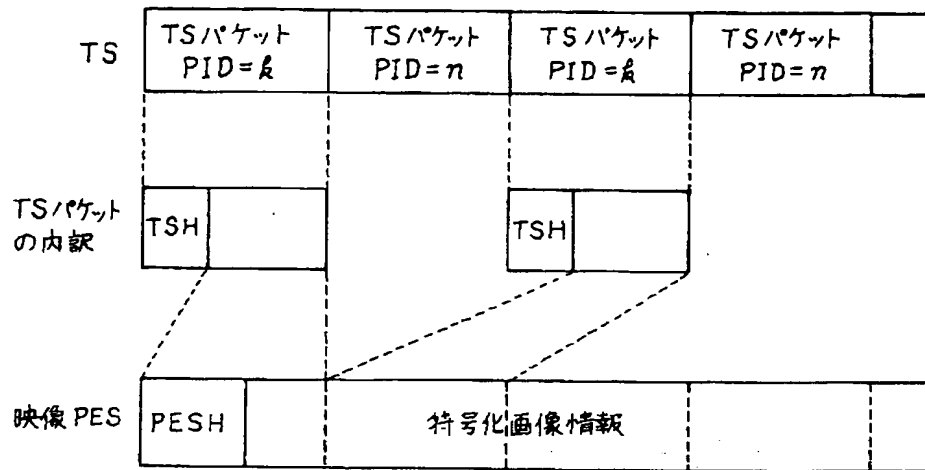 TS
TSパケット
PID=k
TSパケット
PID=n
TSパケット
PID=k
TSパケット
PID=n
TSパケット
の内訳
TSH
TSH
映像PES
PESH
符号化画像情報